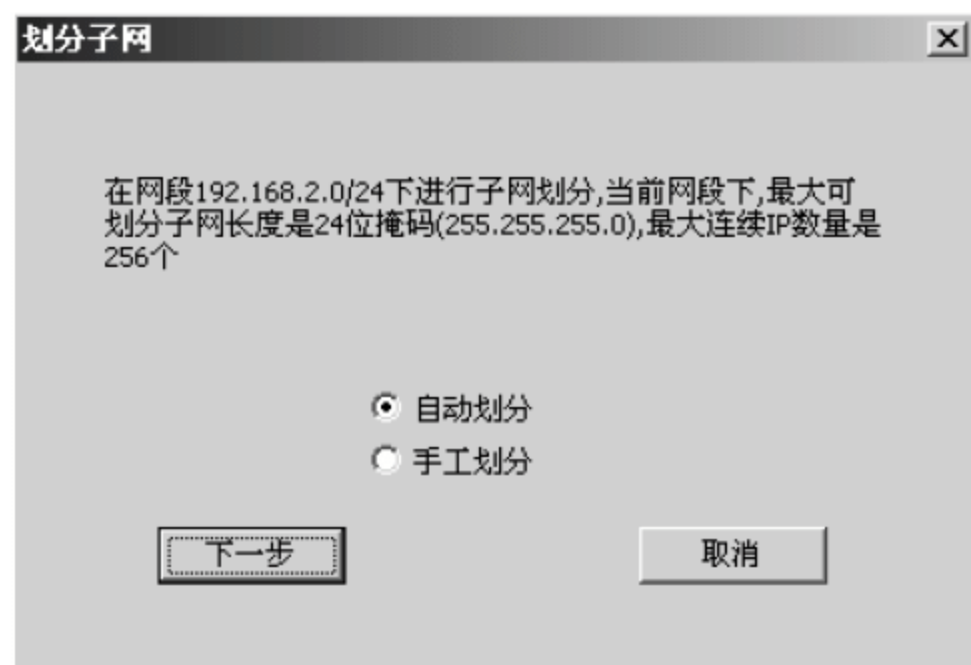 划分子网
在网段192.168.2.0/24下进行子网划分,当前网段下,最大可
划分子网长度是24位掩码(255.255.255.0),最大连续IP数量是
256个
自动划分
手工划分
下一步
取消